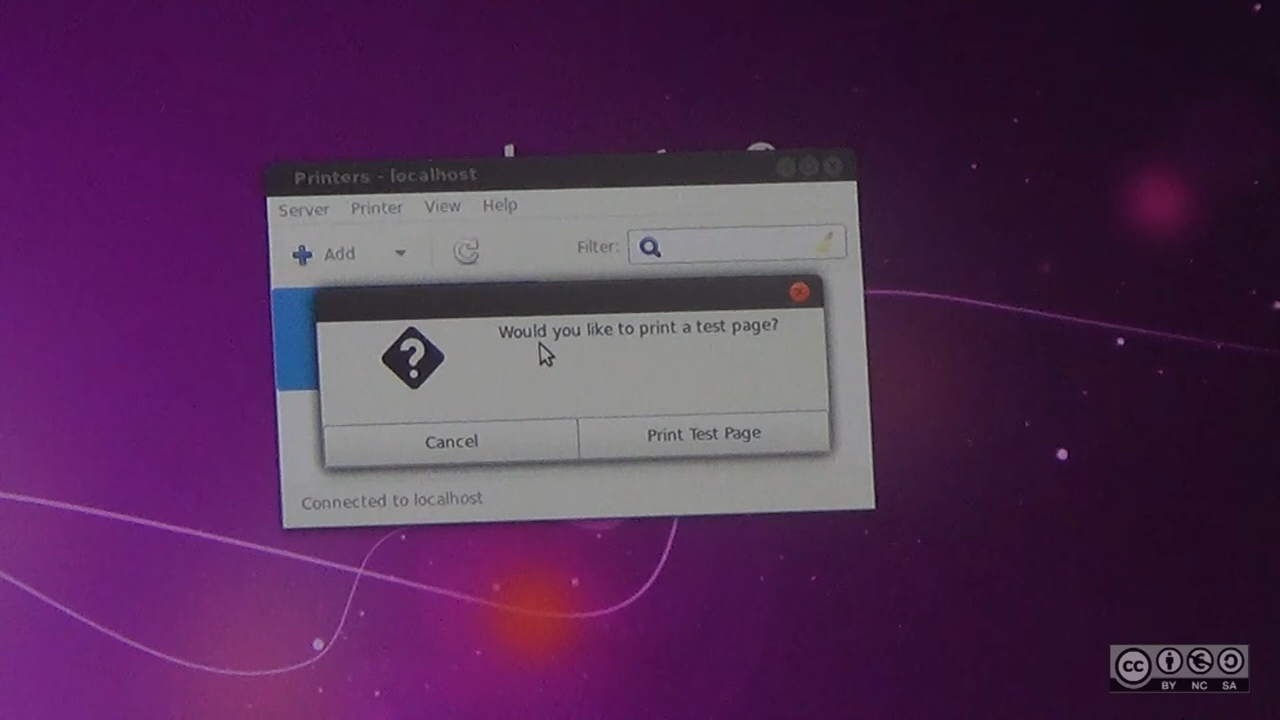 Printers - localhost
Server Printer View Help
Add Filter:
Would you like to print a test page?
Cancel Print Test Page
Connected to localhost
cc
BY NC SA